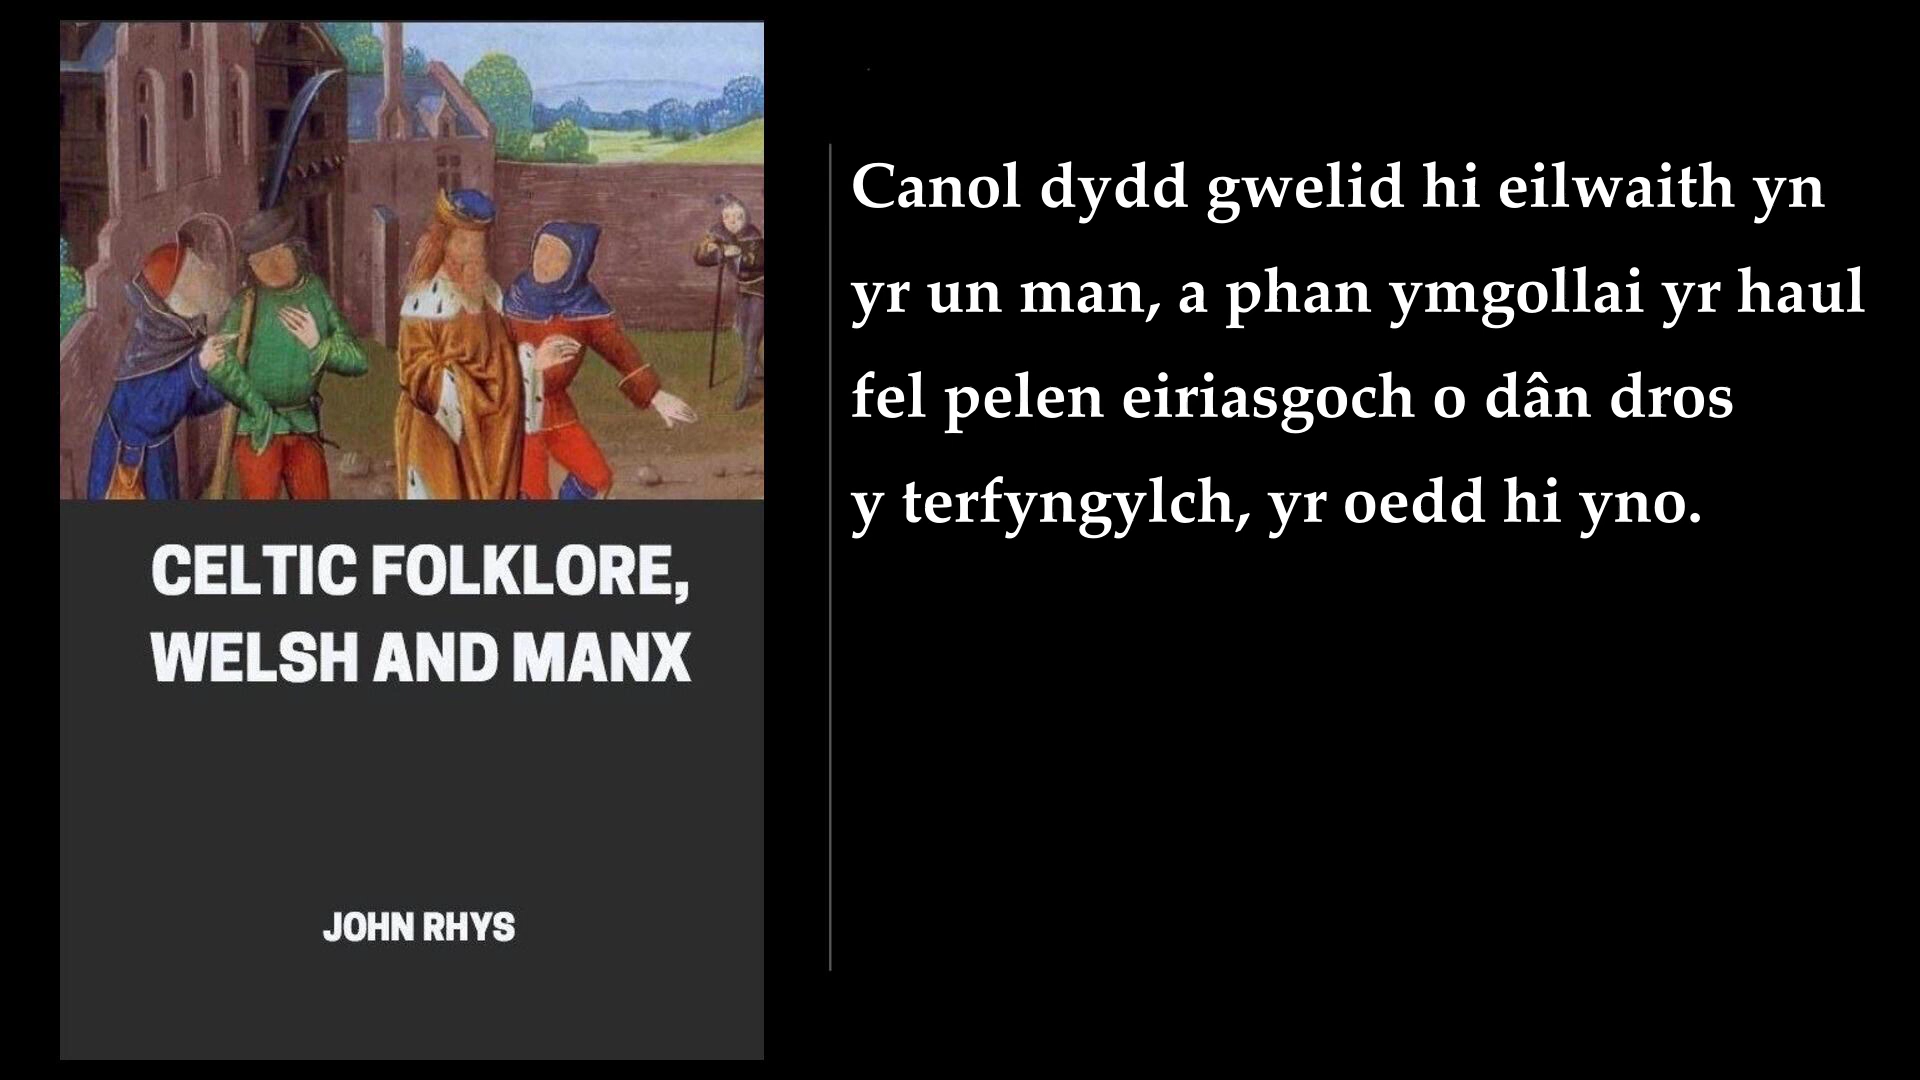 CELTIC FOLKLORE,
WELSH AND MANX
JOHN RHYS
Canol dydd gwelid hi eilwaith yn
yr un man, a phan ymgollai yr haul
fel pelen eiriasgoch o dân dros
y terfyngylch, yr oedd hi yno.